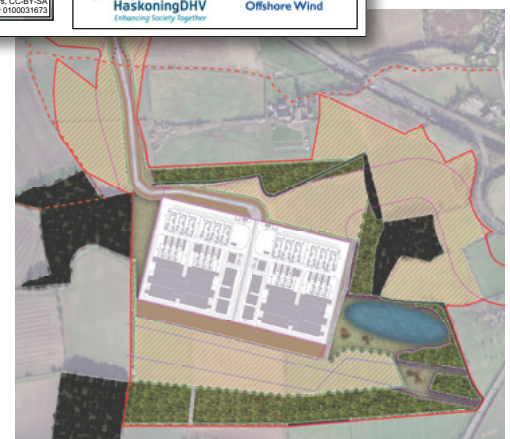 s, CC-BY-SA
0100031673
HaskoningDHV
Enhancing Society Together
Offshore Wind